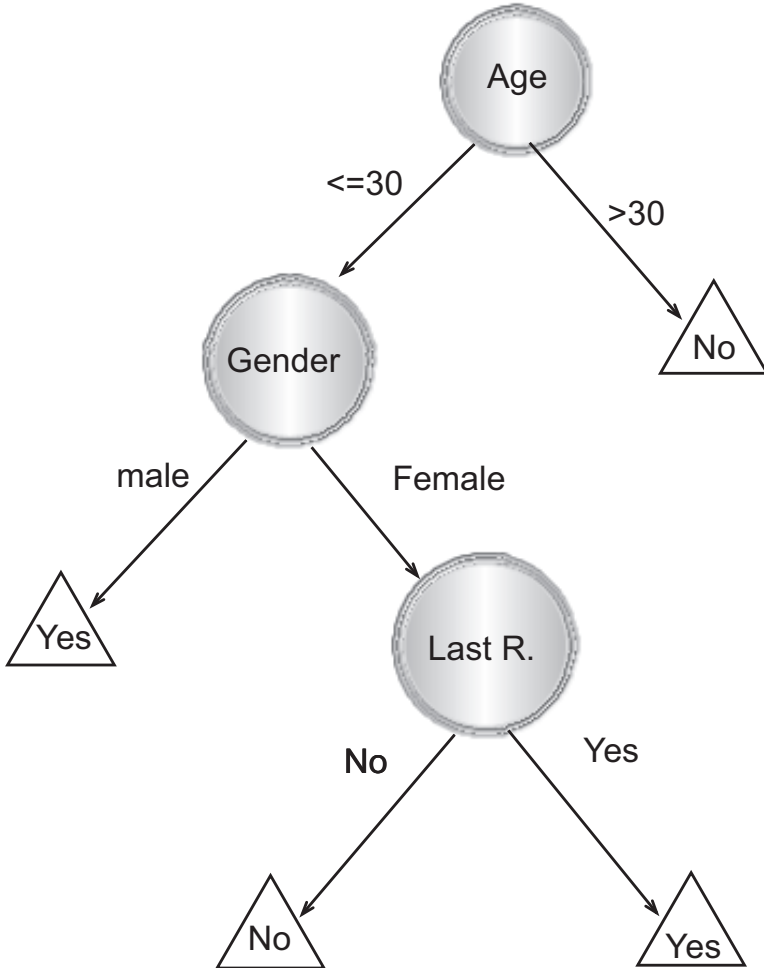 Age
<=30
>30
No
Gender
male
Female
Yes
Last R.
No
Yes
No
Yes